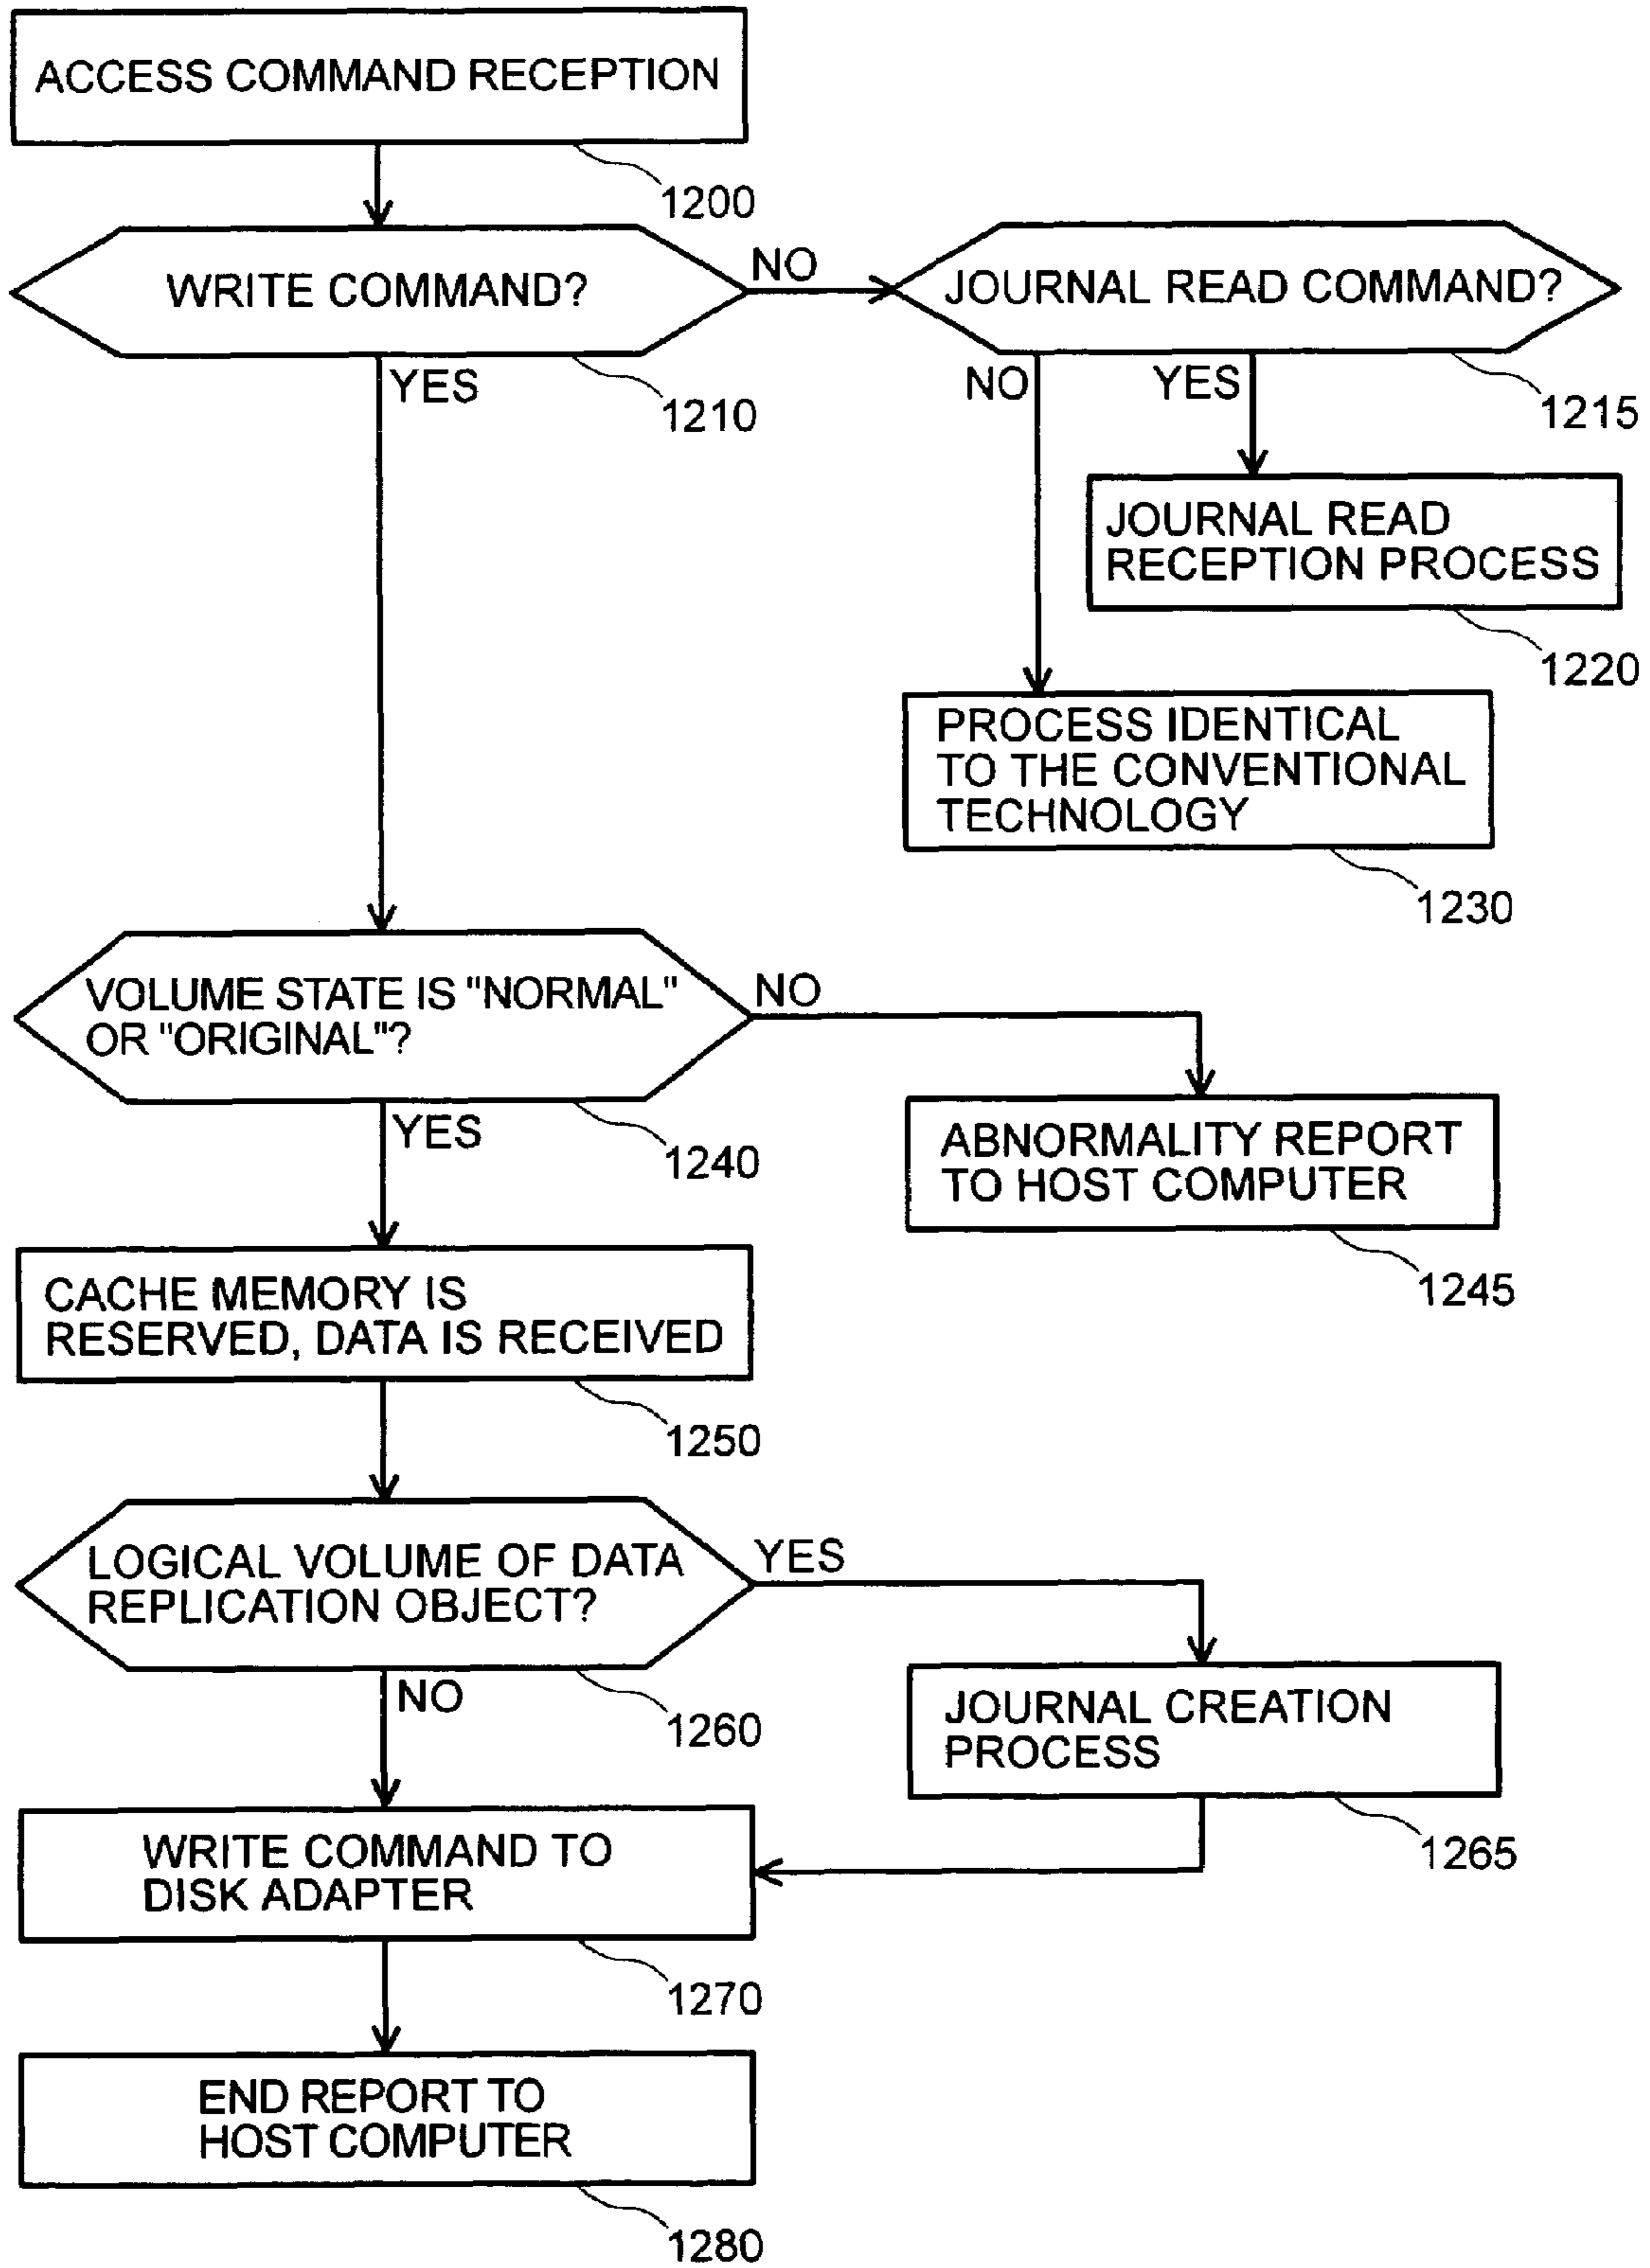 ACCESS COMMAND RECEPTION
1200
WRITE COMMAND?
NO
JOURNAL READ COMMAND?
YES
1210
NO
YES
1215
JOURNAL READ
RECEPTION PROCESS
1220
PROCESS IDENTICAL
TO THE CONVENTIONAL
TECHNOLOGY
1230
VOLUME STATE IS "NORMAL"
OR "ORIGINAL"?
NO
YES
1240
ABNORMALITY REPORT
TO HOST COMPUTER
1245
CACHE MEMORY IS
RESERVED, DATA IS RECEIVED
1250
LOGICAL VOLUME OF DATA
REPLICATION OBJECT?
YES
NO
1260
JOURNAL CREATION
PROCESS
1265
WRITE COMMAND TO
DISK ADAPTER
1270
END REPORT TO
HOST COMPUTER
1280